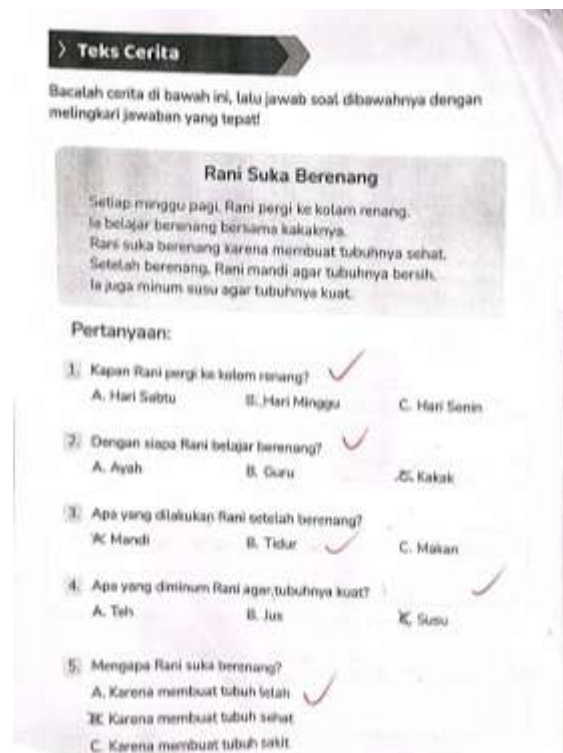 Teks Cerita
Bacalah cerita di bawah ini, lalu jawab soal dibawahnya dengan
melingkari jawaban yang tepat!
Rani Suka Berenang
Setiap minggu pagi, Rani pergi ke kolam renang.
Ia belajar berenang bersama kakaknya.
Rani suka berenang karena membuat tubuhnya sehat.
Setelah berenang, Rani mandi agar tubuhnya bersih.
Ia juga minum susu agar tubuhnya kuat.
Pertanyaan:
1. Kapan Rani pergi ke kolam renang?
A. Hari Sabtu B. Hari Minggu C. Hari Senin
2. Dengan siapa Rani belajar berenang?
A. Ayah B. Guru C. Kakak
3. Apa yang dilakukan Rani setelah berenang?
A. Mandi B. Tidur C. Makan
4. Apa yang diminum Rani agar tubuhnya kuat?
A. Teh B. Jus C. Susu
5. Mengapa Rani suka berenang?
A. Karena membuat tubuh lelah
B. Karena membuat tubuh sehat
C. Karena membuat tubuh sakit